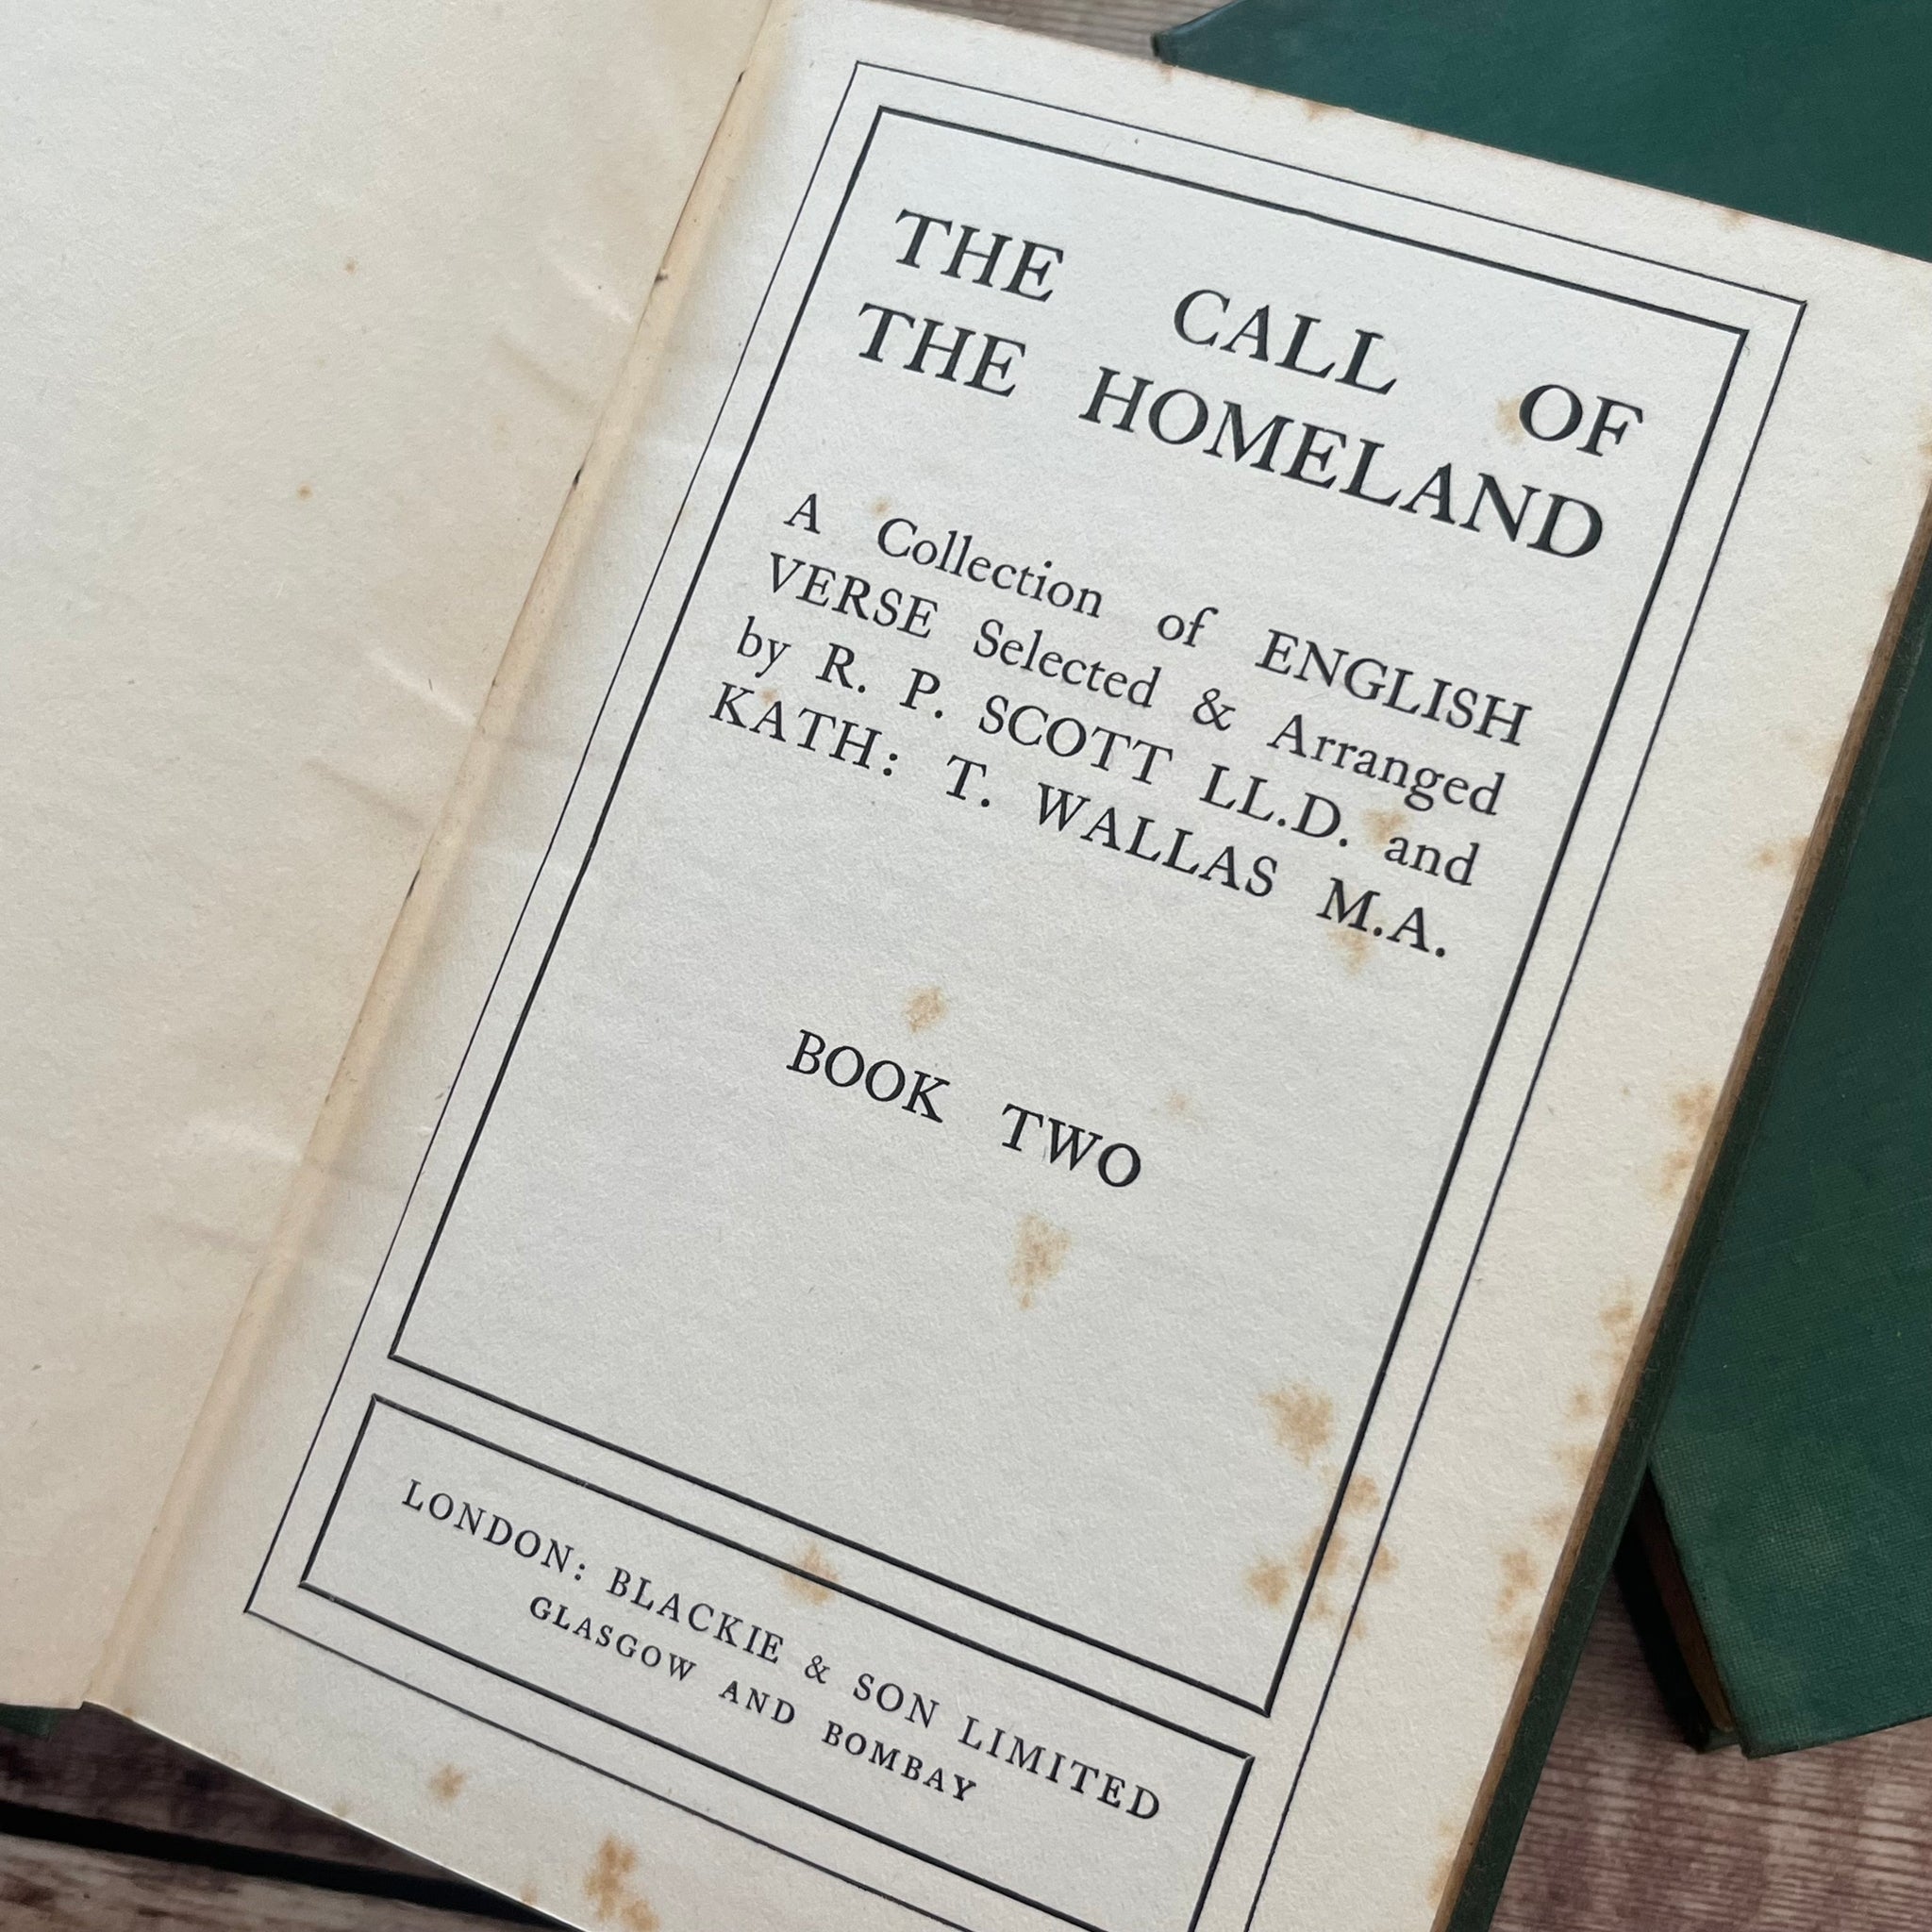 THE CALL OF
THE HOMELAND
A Collection of ENGLISH
VERSE Selected & Arranged
by R. P. SCOTT LL.D. and
KATH: T. WALLAS M.A.
BOOK TWO
LONDON: BLACKIE & SON LIMITED
GLASGOW AND BOMBAY